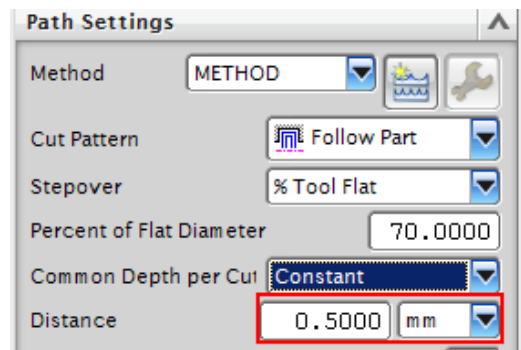 Path Settings
Method METHOD
Cut Pattern Follow Part
Stepover % Tool Flat
Percent of Flat Diameter 70.0000
Common Depth per Cut Constant
Distance 0.5000 mm